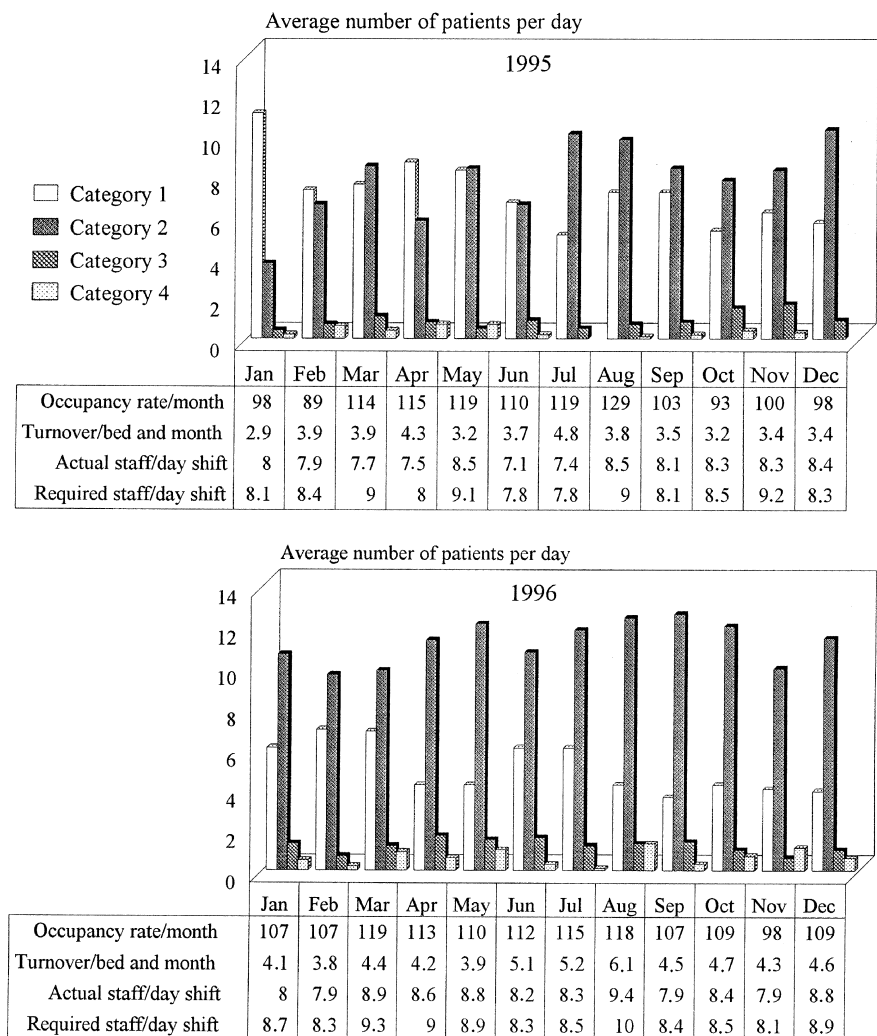 Average number of patients per day
1995
14
12
10
8
6
4
2
0
Category 1
Category 2
Category 3
Category 4
Jan Feb Mar Apr May Jun Jul Aug Sep Oct Nov Dec
Occupancy rate/month 98 89 114 115 119 110 119 129 103 93 100 98
Turnover/bed and month 2.9 3.9 3.9 4.3 3.2 3.7 4.8 3.8 3.5 3.2 3.4 3.4
Actual staff/day shift 8 7.9 7.7 7.5 8.5 7.1 7.4 8.5 8.1 8.3 8.3 8.4
Required staff/day shift 8.1 8.4 9 8 9.1 7.8 7.8 9 8.1 8.5 9.2 8.3
Average number of patients per day
1996
14
12
10
8
6
4
2
0
Jan Feb Mar Apr May Jun Jul Aug Sep Oct Nov Dec
Occupancy rate/month 107 107 119 113 110 112 115 118 107 109 98 109
Turnover/bed and month 4.1 3.8 4.4 4.2 3.9 5.1 5.2 6.1 4.5 4.7 4.3 4.6
Actual staff/day shift 8 7.9 8.9 8.6 8.8 8.2 8.3 9.4 7.9 8.4 7.9 8.8
Required staff/day shift 8.7 8.3 9.3 9 8.9 8.3 8.5 10 8.4 8.5 8.1 8.9